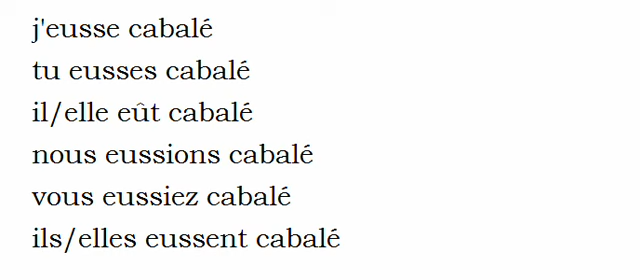 j'eusse cabalé
tu eusses cabalé
il/elle eût cabalé
nous eussions cabalé
vous eussiez cabalé
ils/elles eussent cabalé